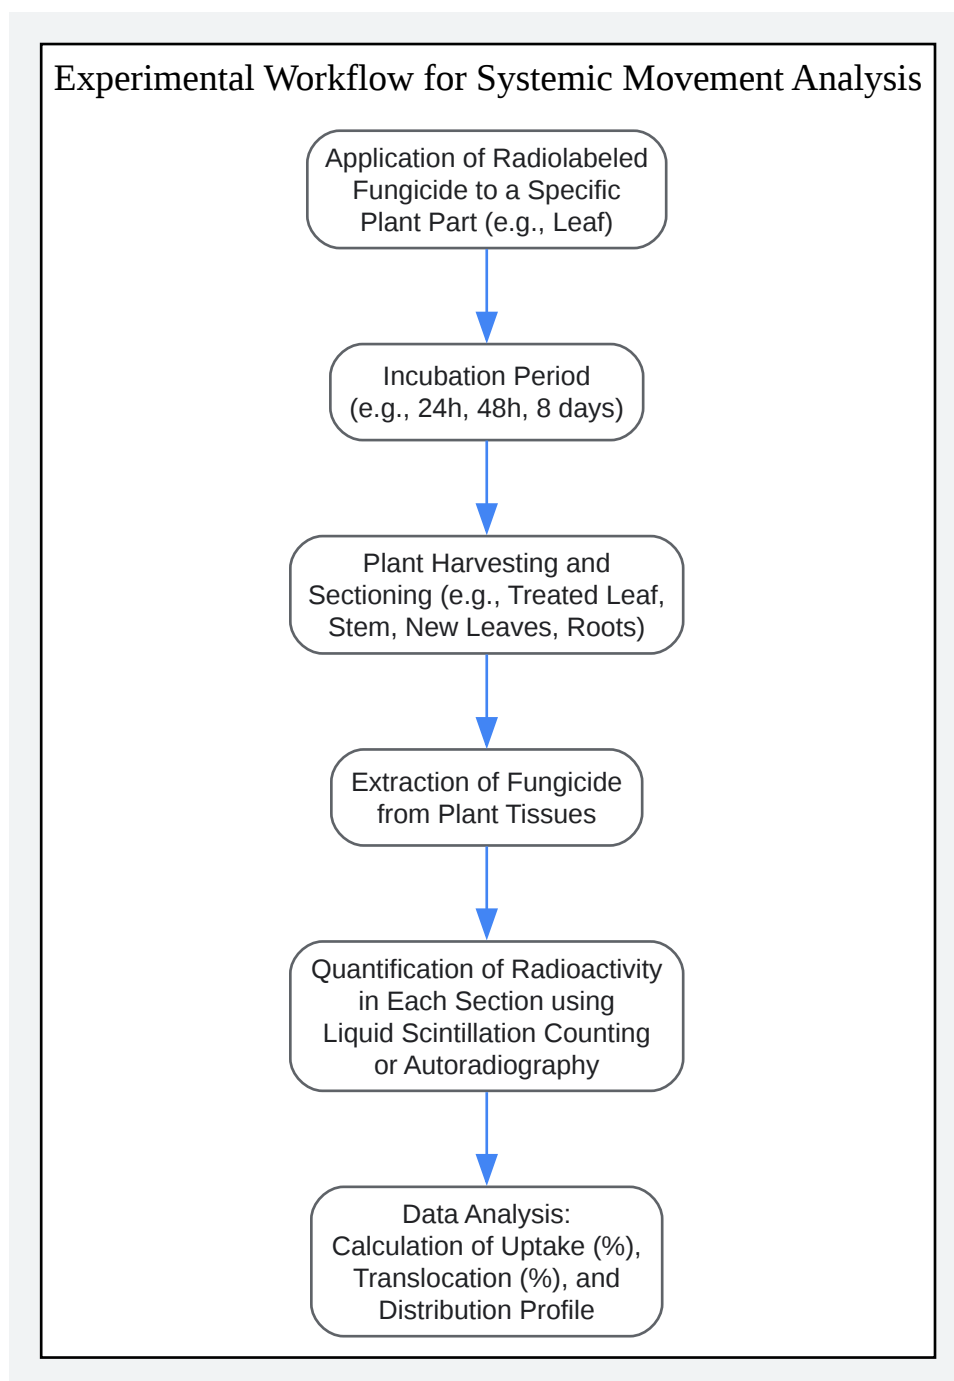 Experimental Workflow for Systemic Movement Analysis
Application of Radiolabeled
Fungicide to a Specific
Plant Part (e.g., Leaf)
Incubation Period
(e.g., 24h, 48h, 8 days)
Plant Harvesting and
Sectioning (e.g., Treated Leaf,
Stem, New Leaves, Roots)
Extraction of Fungicide
from Plant Tissues
Quantification of Radioactivity
in Each Section using
Liquid Scintillation Counting
or Autoradiography
Data Analysis:
Calculation of Uptake (%),
Translocation (%), and
Distribution Profile